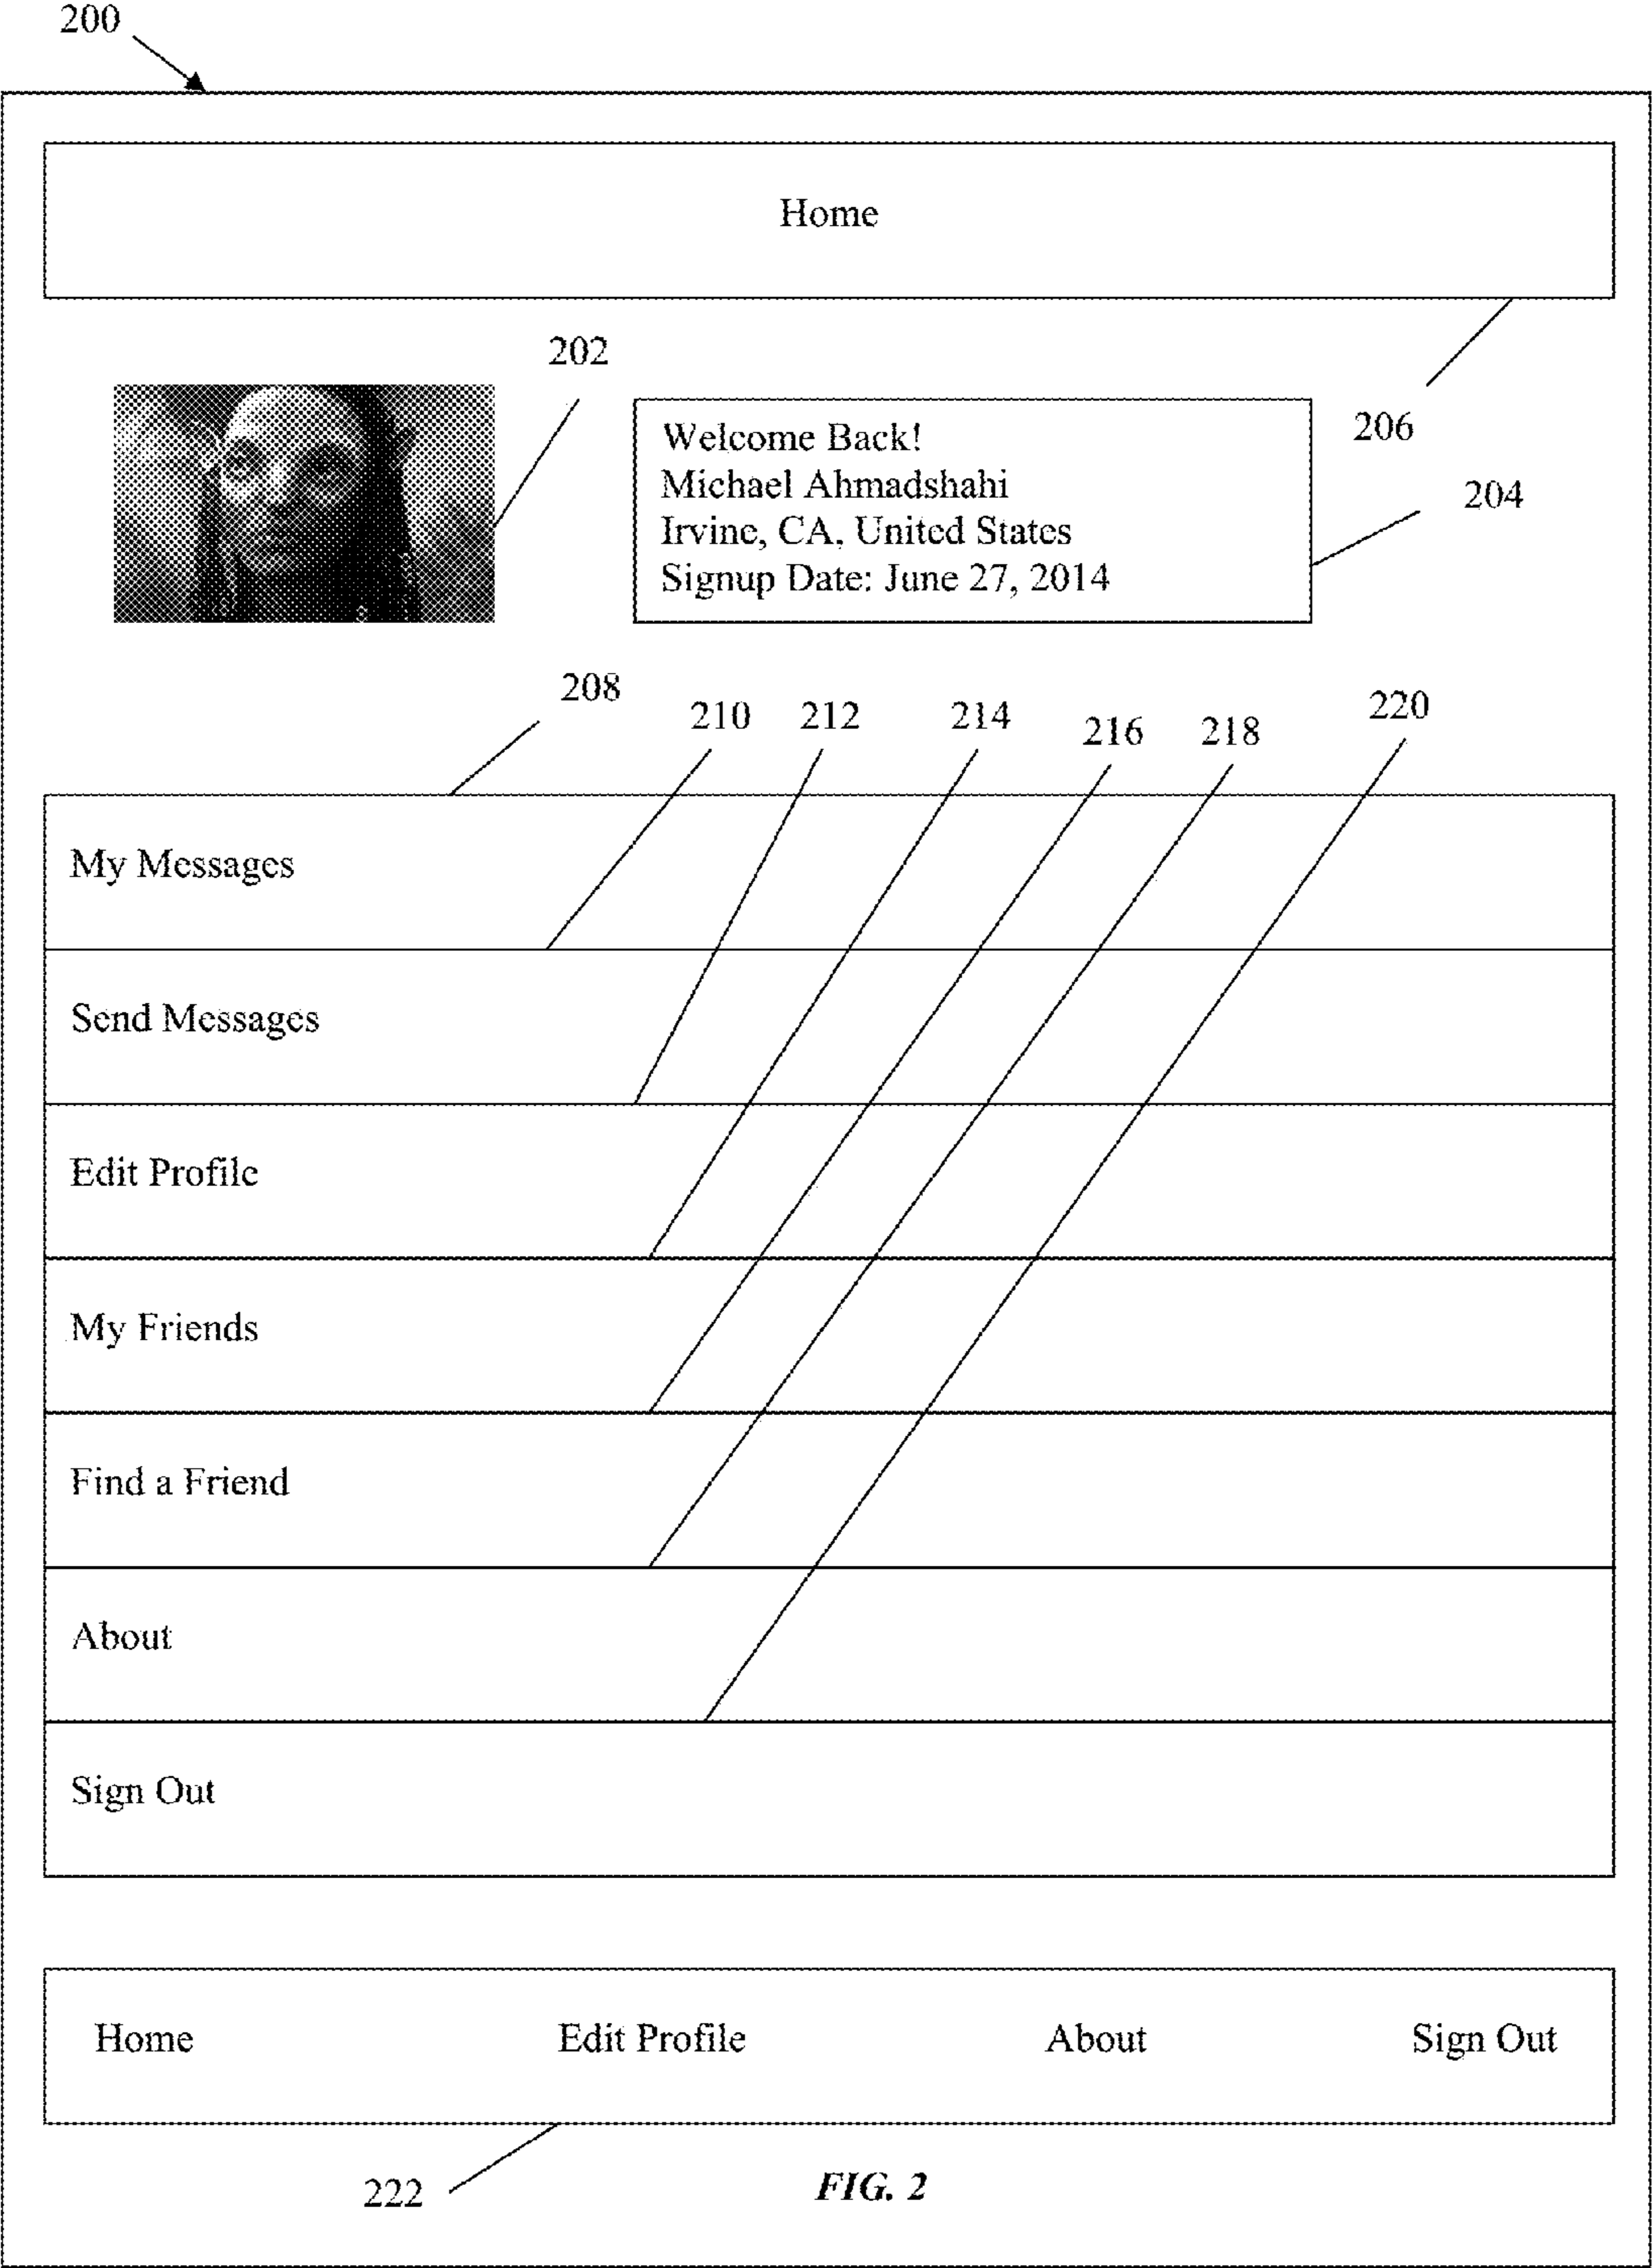 200
Home
202
206
Welcome Back!
Michael Ahmadshahi
Irvine, CA, United States
Signup Date: June 27, 2014
204
208
210
212
214
216
218
220
My Messages
Send Messages
Edit Profile
My Friends
Find a Friend
About
Sign Out
Home Edit Profile About Sign Out
222
FIG. 2